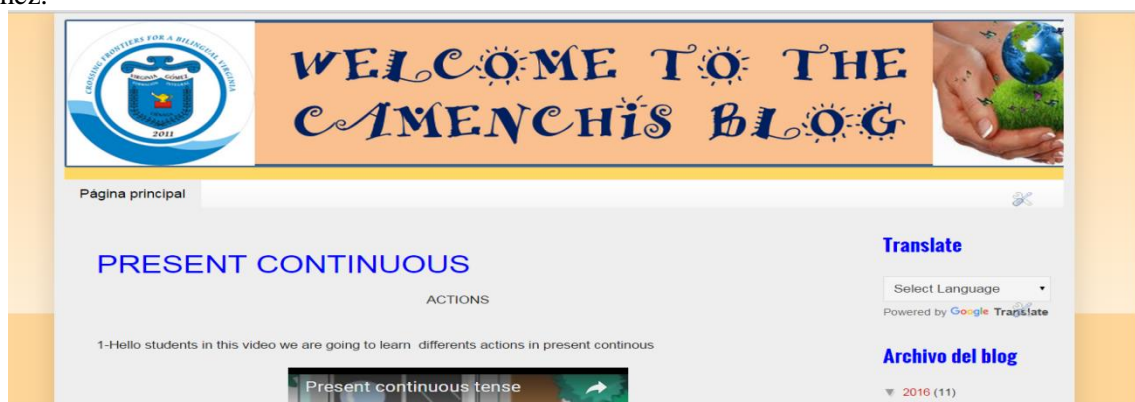 WELCOME TO THE
CAMENCHIS BLOG
CROSSING FRONTIERS FOR A BILINGUAL VIRGINIA
VIRGINIA GÓMEZ
2011
Página principal
PRESENT CONTINUOUS
ACTIONS
1-Hello students in this video we are going to learn differents actions in present continous
Present continuous tense
Translate
Select Language
Powered by Google Translate
Archivo del blog
▼ 2016 (11)